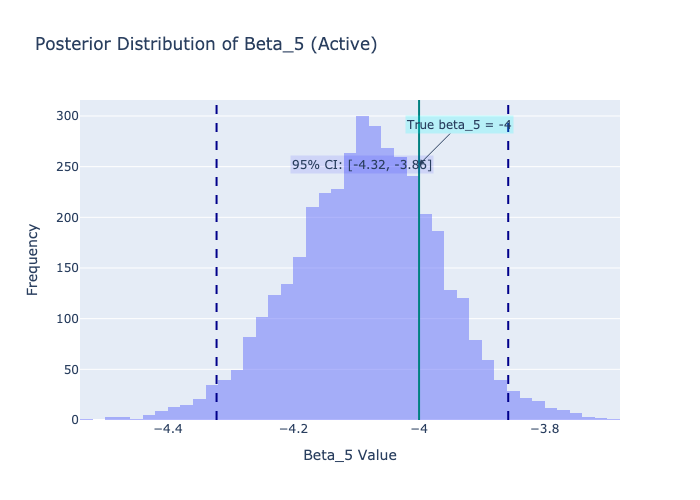 Posterior Distribution of Beta_5 (Active)
300
250
200
150
100
50
0
Frequency
True beta_5 = -4
95% CI: [-4.32, -3.86]
−4.4
−4.2
−4
−3.8
Beta_5 Value